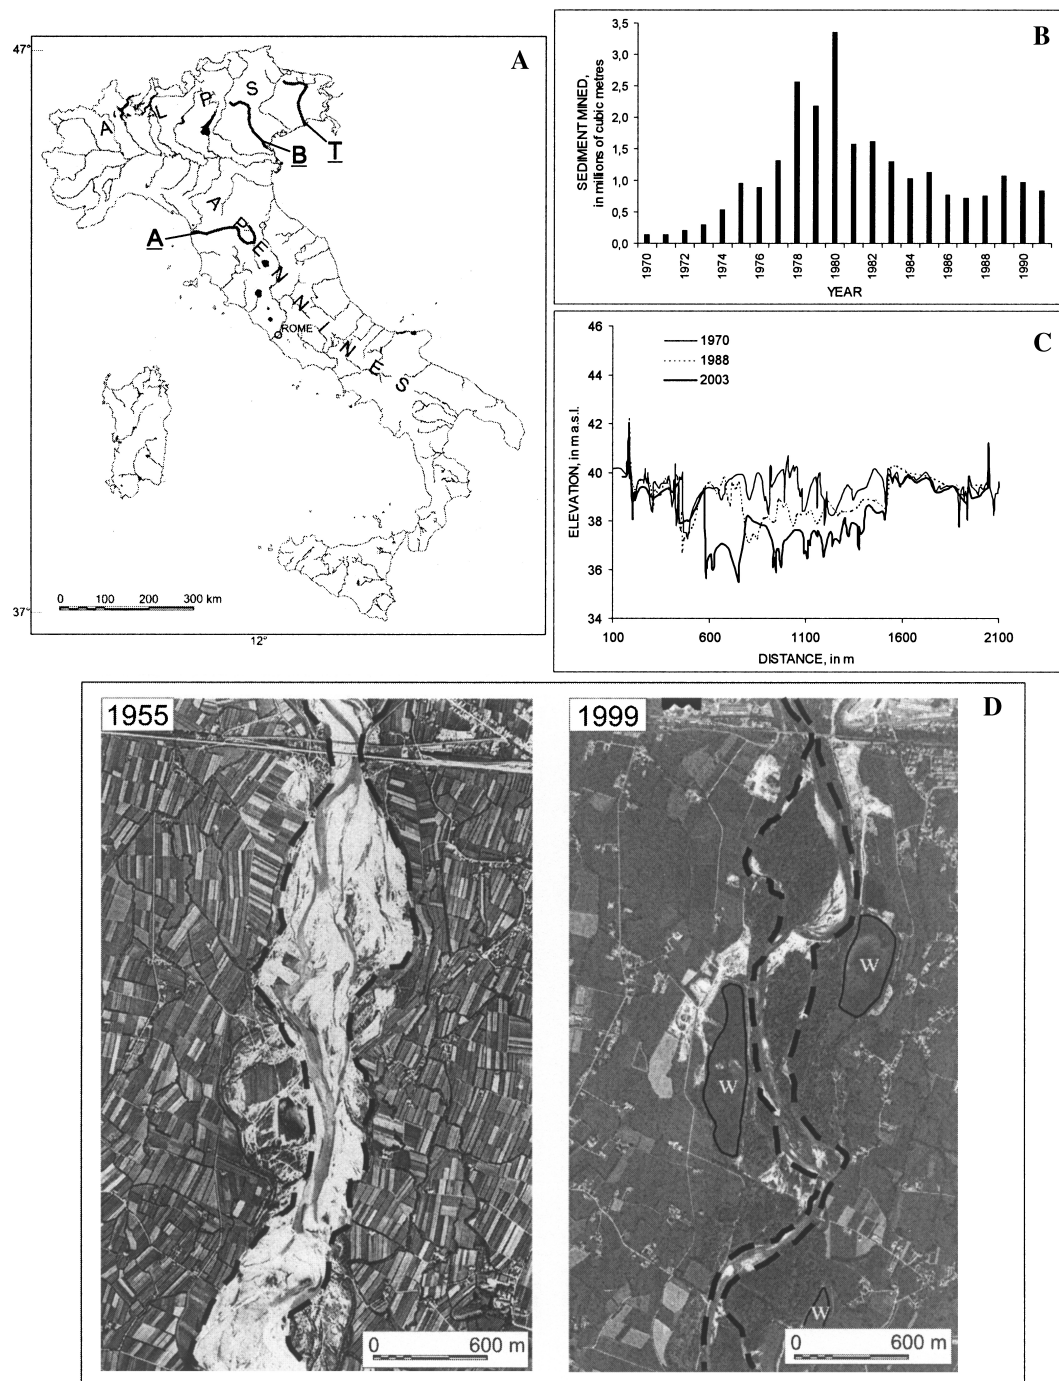 A
47°
A L P S
B
T
A P E N N I N E S
A
ROME
0 100 200 300 km
37°
12°
B
SEDIMENT MINED,
in millions of cubic metres
3,5
3,0
2,5
2,0
1,5
1,0
0,5
0,0
1970 1972 1974 1976 1978 1980 1982 1984 1986 1988 1990
YEAR
C
ELEVATION, in m a.s.l.
46
44
42
40
38
36
34
1970
1988
2003
100 600 1100 1600 2100
DISTANCE, in m
D
1955
0 600 m
1999
W
W
W
0 600 m